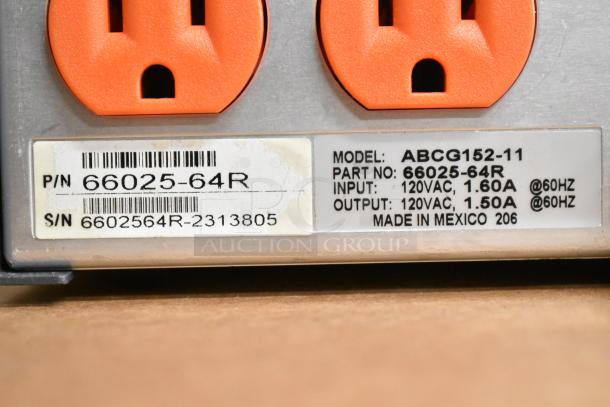 P/N 66025-64R
S/N 6602564R-2313805
MODEL: ABCG152-11
PART NO: 66025-64R
INPUT: 120VAC, 1.60A @60HZ
OUTPUT: 120VAC, 1.50A @60HZ
MADE IN MEXICO 206
AUCTION GROUP